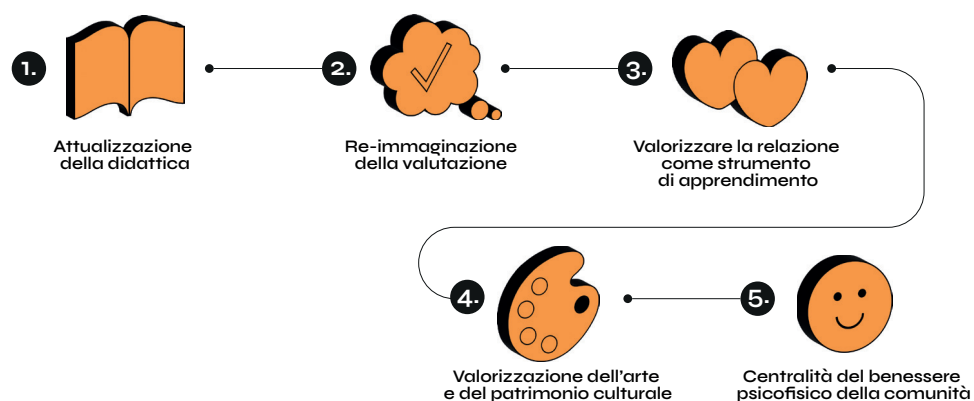 1.
Attualizzazione
della didattica
2.
Re-immaginazione
della valutazione
3.
Valorizzare la relazione
come strumento
di apprendimento
4.
Valorizzazione dell’arte
e del patrimonio culturale
5.
Centralità del benessere
psicofisico della comunità